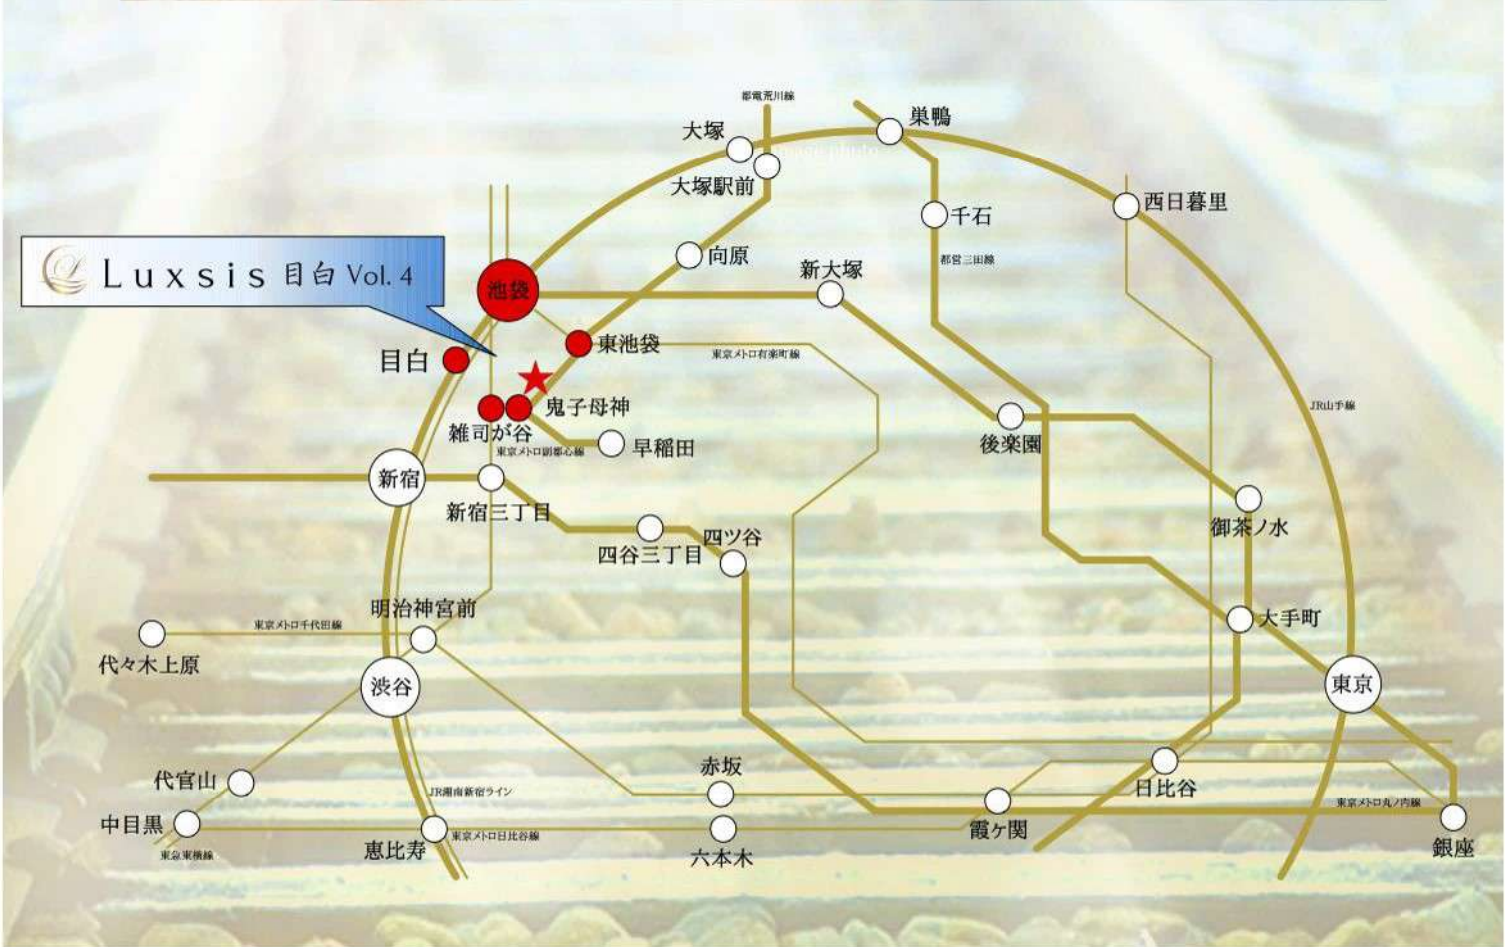 都電荒川線
巣鴨
大塚
image photo
大塚駅前
西日暮里
千石
向原
都営三田線
新大塚
Luxsis 目白 Vol. 4
池袋
東池袋
東京メトロ有楽町線
目白
鬼子母神
JR山手線
雑司が谷
東京メトロ副都心線
早稲田
後楽園
新宿
新宿三丁目
御茶ノ水
四谷三丁目
四ツ谷
明治神宮前
東京メトロ千代田線
大手町
代々木上原
渋谷
東京
赤坂
代官山
JR湘南新宿ライン
日比谷
東京メトロ丸ノ内線
中目黒
東急東横線
恵比寿
東京メトロ日比谷線
六本木
霞ヶ関
銀座